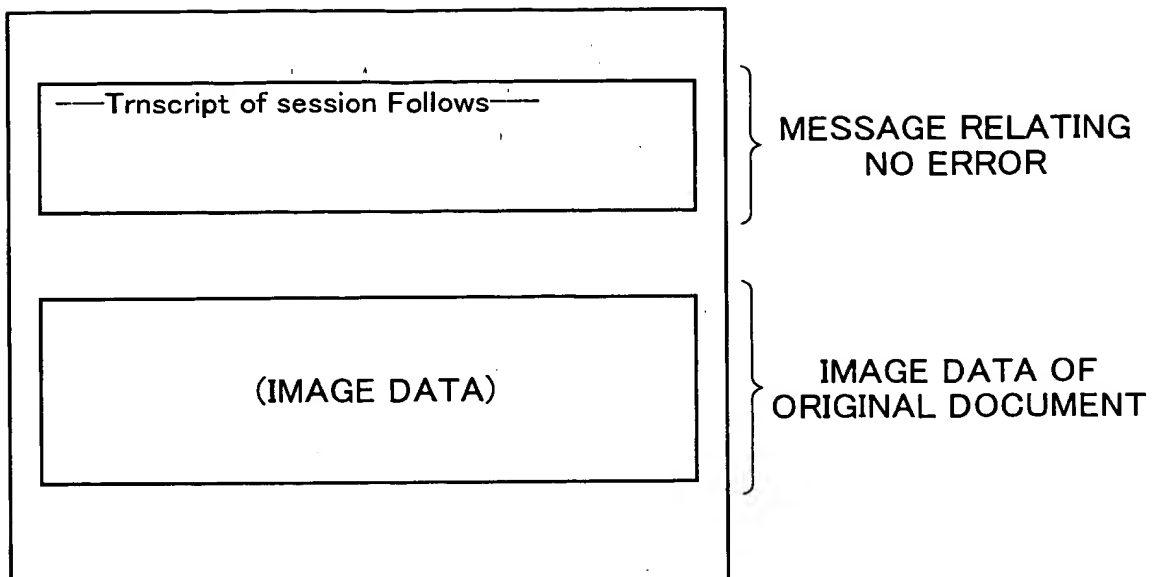 ——Trnscript of session Follows——
MESSAGE RELATING
NO ERROR
(IMAGE DATA)
IMAGE DATA OF
ORIGINAL DOCUMENT